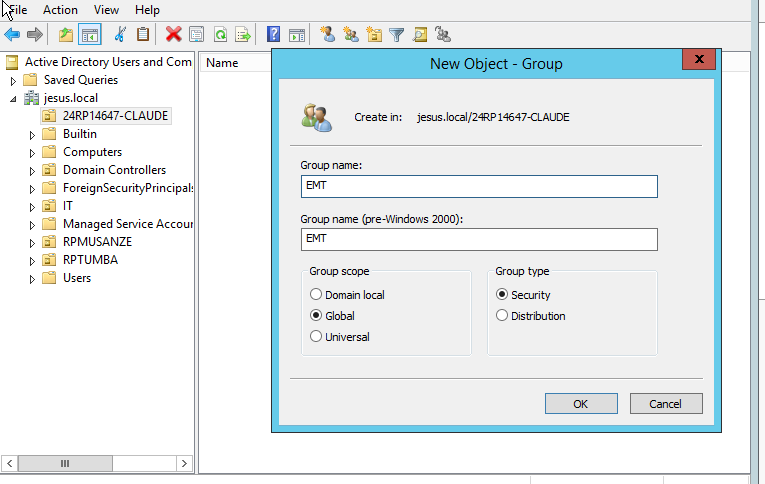 File Action View Help
Active Directory Users and Com
Saved Queries
jesus.local
24RP14647-CLAUDE
Builtin
Computers
Domain Controllers
ForeignSecurityPrincipals
IT
Managed Service Accour
RPMUSANZE
RPTUMBA
Users
Name
New Object - Group
x
Create in: jesus.local/24RP14647-CLAUDE
Group name:
EMT
Group name (pre-Windows 2000):
EMT
Group scope
Domain local
Global
Universal
Group type
Security
Distribution
OK Cancel